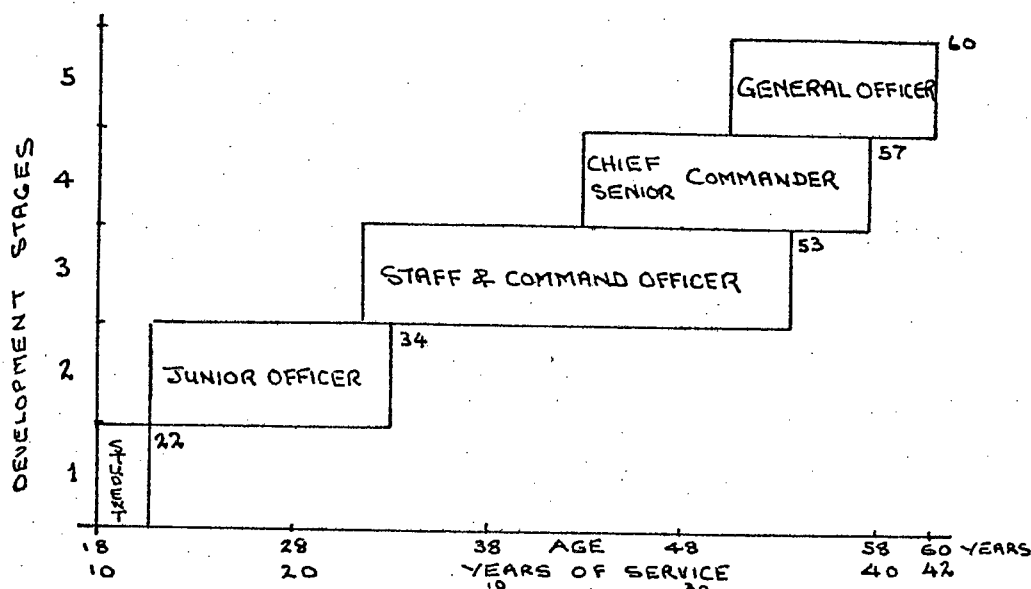 DEVELOPMENT STAGES
5
4
3
2
1
GENERAL OFFICER
60
CHIEF
SENIOR COMMANDER
57
STAFF & COMMAND OFFICER
53
JUNIOR OFFICER
34
STUDENT
22
18 28 38 AGE 48 58 60 YEARS
10 20 YEARS OF SERVICE 40 42